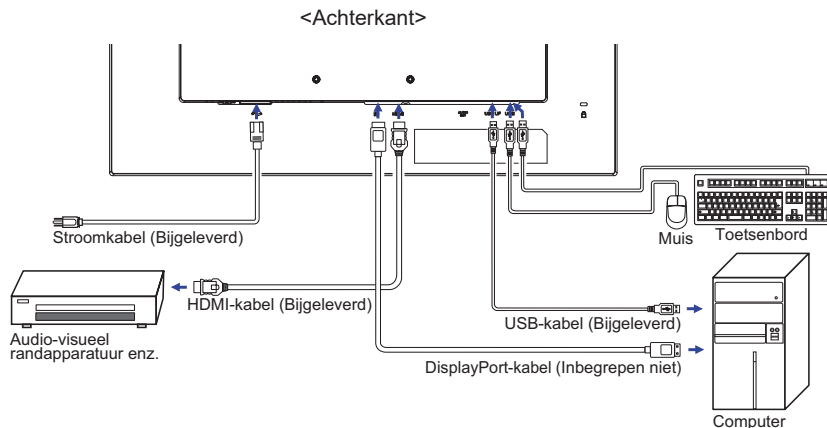 <Achterkant>
Stroomkabel (Bijgeleverd)
Muis
Toetsenbord
HDMI-kabel (Bijgeleverd)
USB-kabel (Bijgeleverd)
Audio-visueel
randapparatuur enz.
DisplayPort-kabel (Inbegrepen niet)
Computer